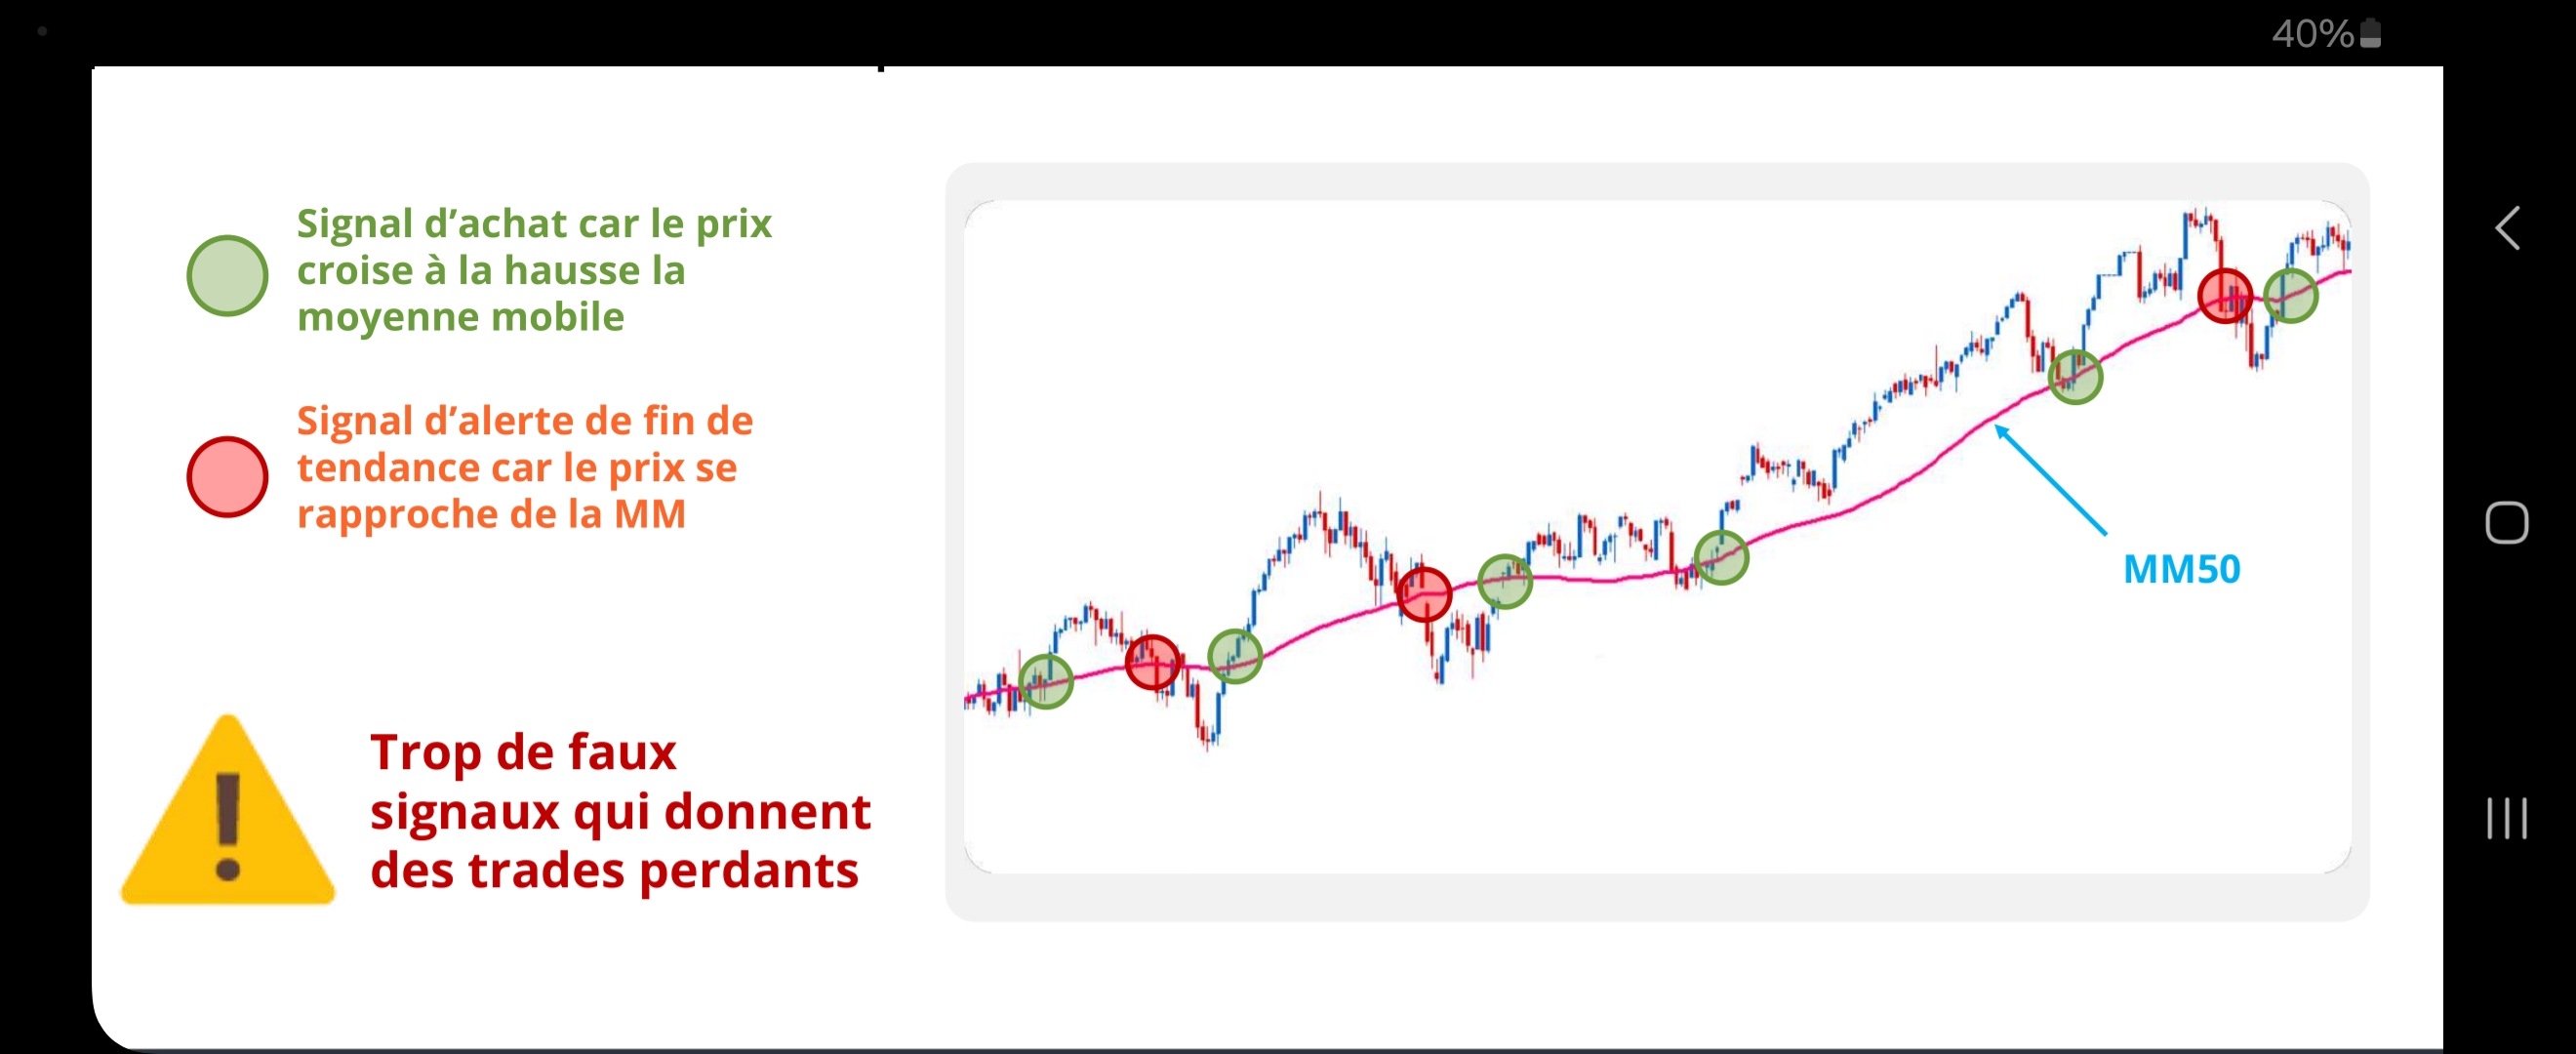 40%
Signal d’achat car le prix
croise à la hausse la
moyenne mobile
Signal d’alerte de fin de
tendance car le prix se
rapproche de la MM
Trop de faux
signaux qui donnent
des trades perdants
MM50